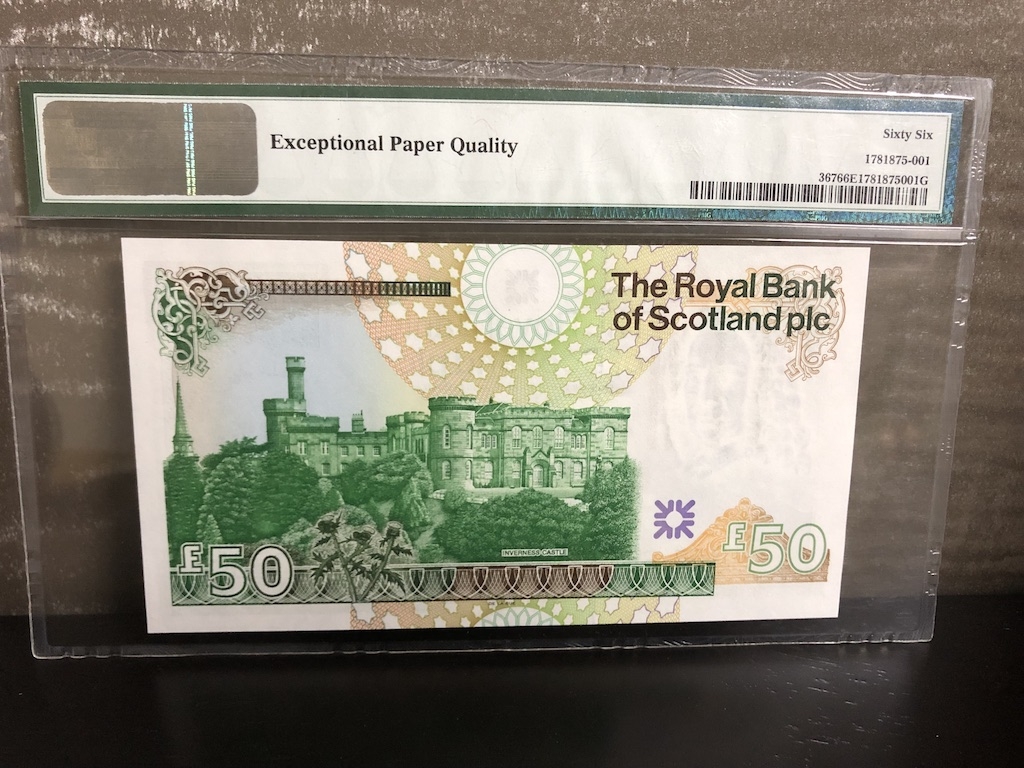 Exceptional Paper Quality
Sixty Six
1781875-001
36766E1781875001G
The Royal Bank
of Scotland plc
INVERNESS CASTLE
£50
£50